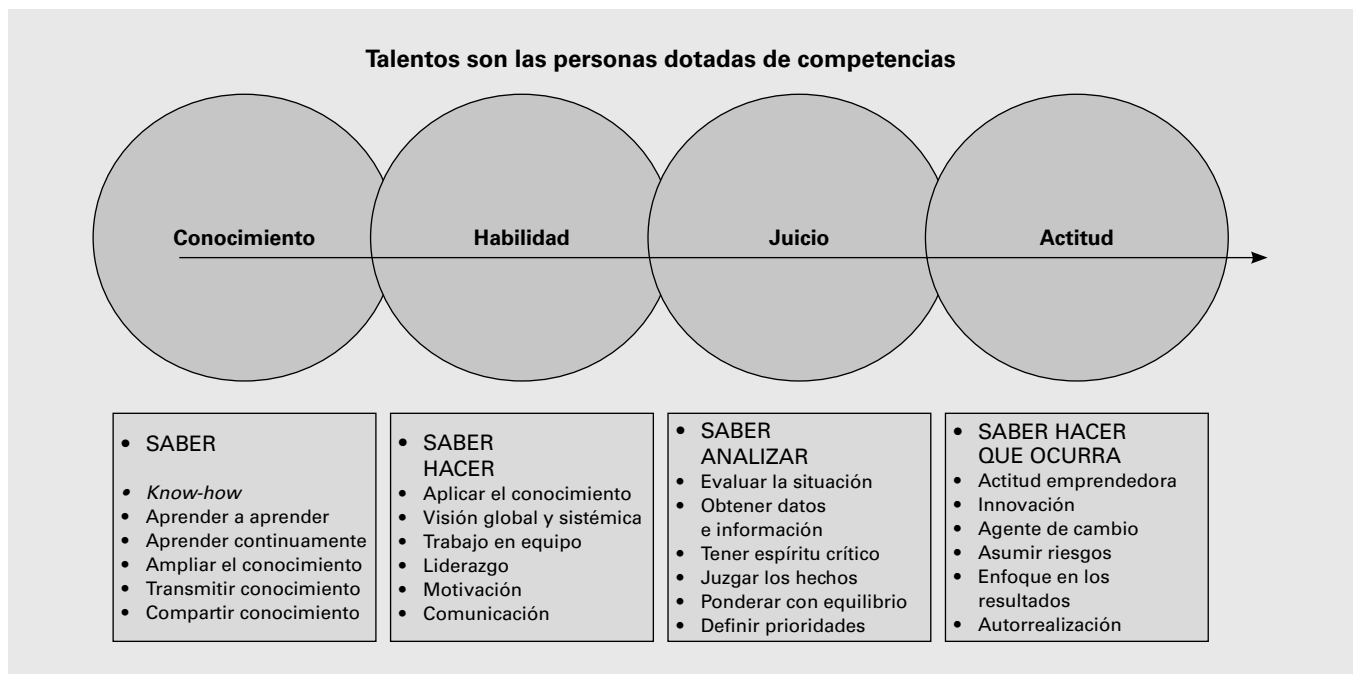 Talentos son las personas dotadas de competencias
Conocimiento
Habilidad
Juicio
Actitud
• SABER
• Know-how
• Aprender a aprender
• Aprender continuamente
• Ampliar el conocimiento
• Transmitir conocimiento
• Compartir conocimiento
• SABER
HACER
• Aplicar el conocimiento
• Visión global y sistémica
• Trabajo en equipo
• Liderazgo
• Motivación
• Comunicación
• SABER
ANALIZAR
• Evaluar la situación
• Obtener datos
e información
• Tener espíritu crítico
• Juzgar los hechos
• Ponderar con equilibrio
• Definir prioridades
• SABER HACER
QUE OCURRA
• Actitud emprendedora
• Innovación
• Agente de cambio
• Asumir riesgos
• Enfoque en los
resultados
• Autorrealización